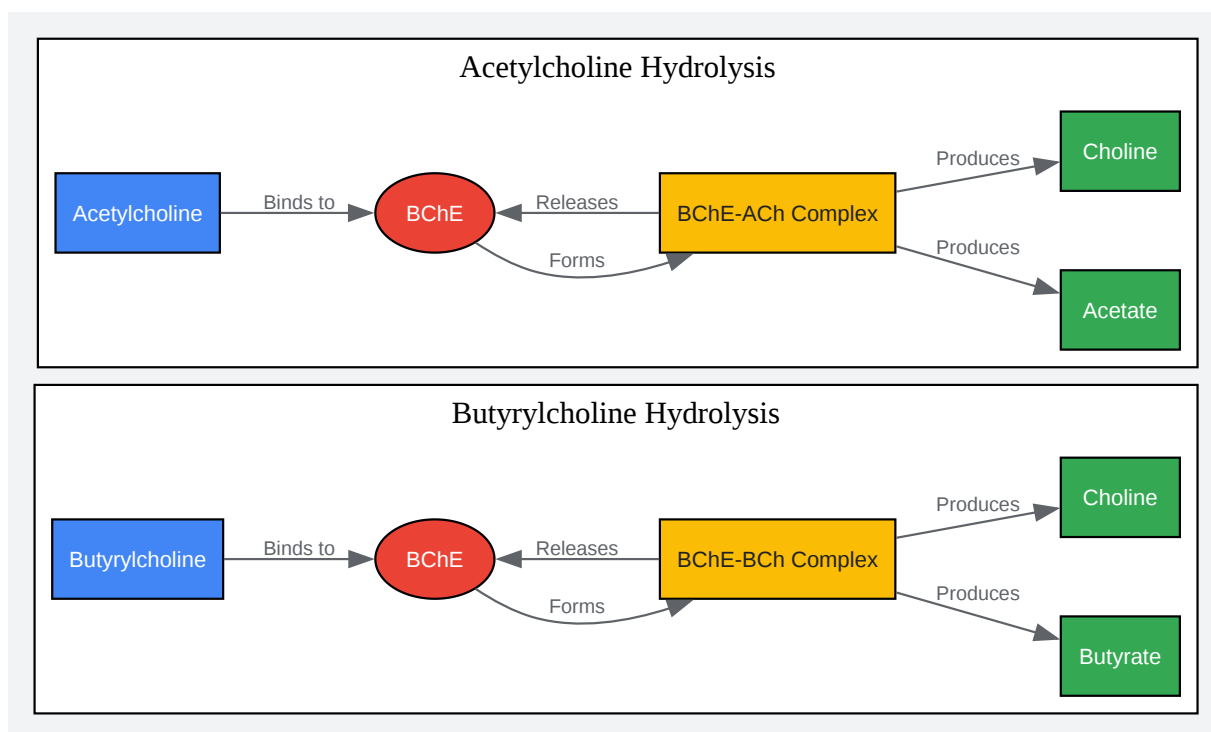 Acetylcholine Hydrolysis
Acetylcholine
Binds to
BChE
Releases
Forms
BChE-ACh Complex
Produces
Choline
Produces
Acetate
Butyrylcholine Hydrolysis
Butyrylcholine
Binds to
BChE
Releases
Forms
BChE-BCh Complex
Produces
Choline
Produces
Butyrate